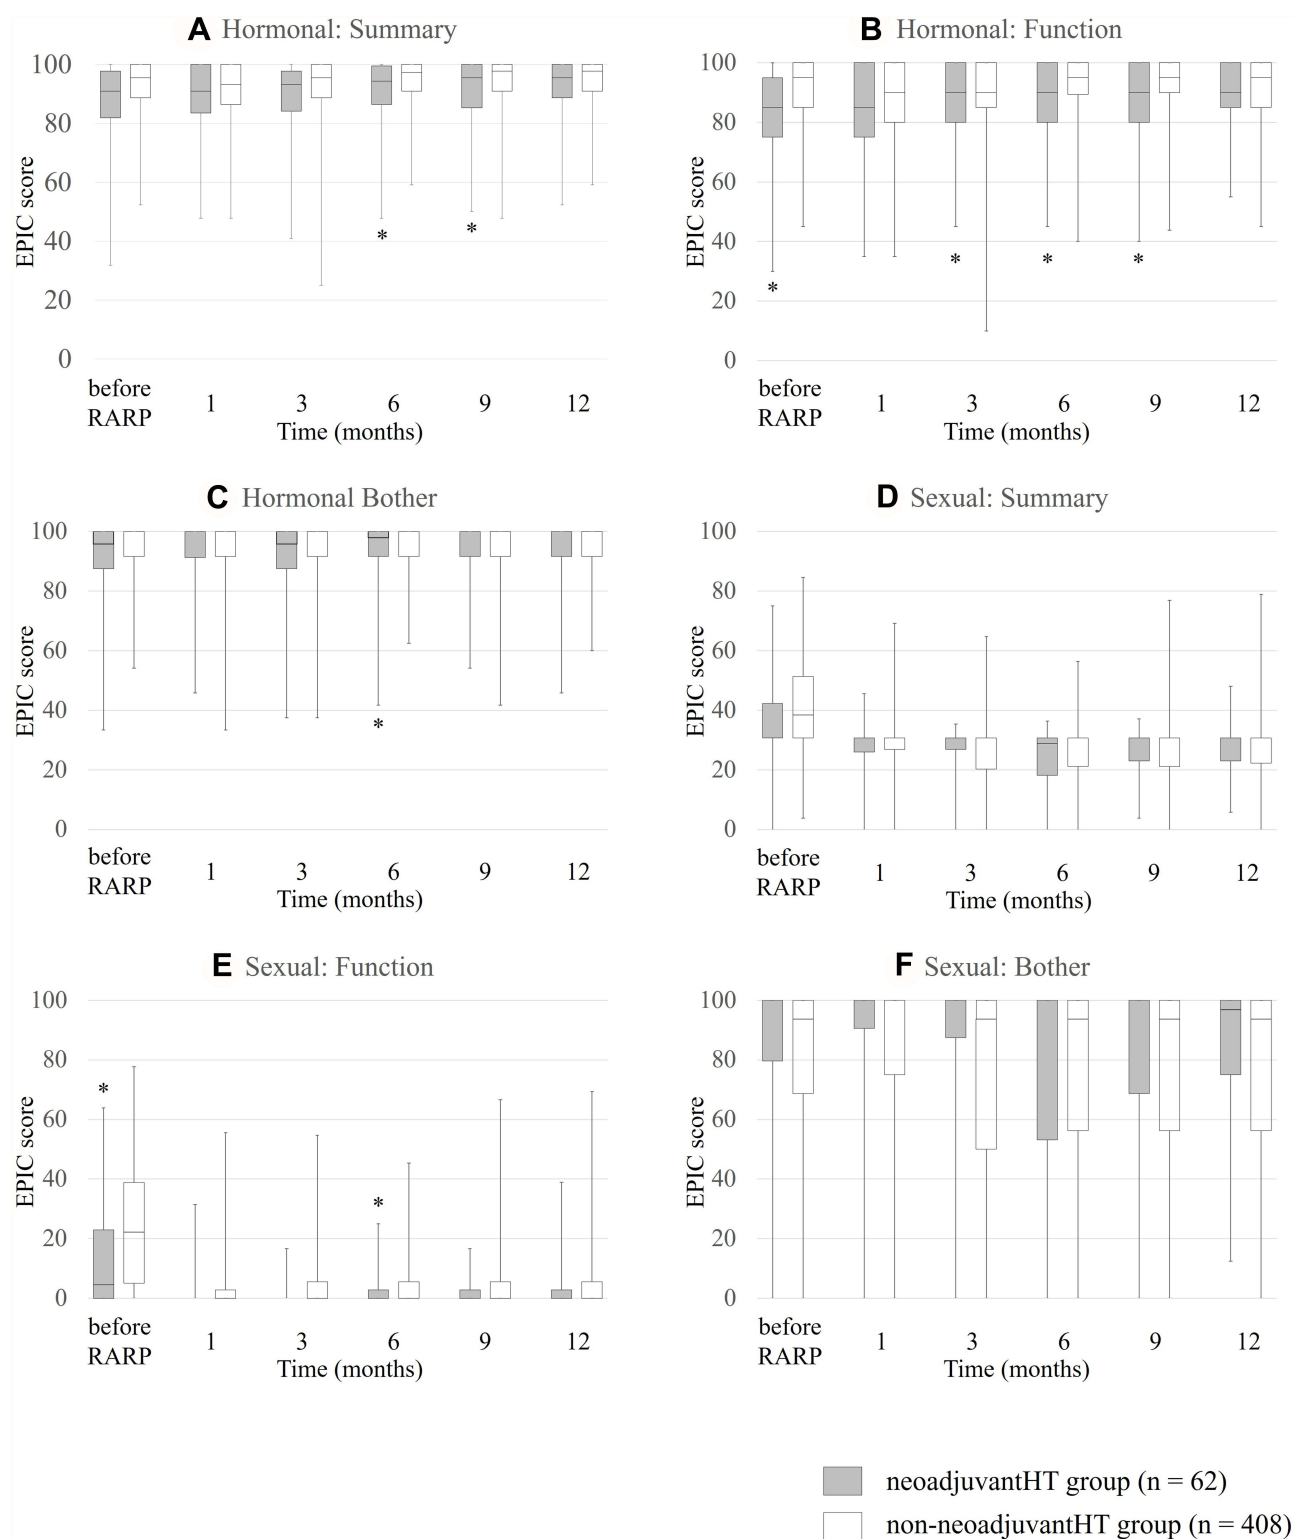 A Hormonal: Summary
100
80
60
40
20
0
EPIC score
* *
before RARP 1 3 6 9 12
Time (months)
B Hormonal: Function
100
80
60
40
20
0
EPIC score
* * * *
before RARP 1 3 6 9 12
Time (months)
C Hormonal Bother
100
80
60
40
20
0
EPIC score
*
before RARP 1 3 6 9 12
Time (months)
D Sexual: Summary
100
80
60
40
20
0
EPIC score
before RARP 1 3 6 9 12
Time (months)
E Sexual: Function
100
80
60
40
20
0
EPIC score
* *
before RARP 1 3 6 9 12
Time (months)
F Sexual: Bother
100
80
60
40
20
0
EPIC score
before RARP 1 3 6 9 12
Time (months)
neoadjuvantHT group (n = 62)
non-neoadjuvantHT group (n = 408)